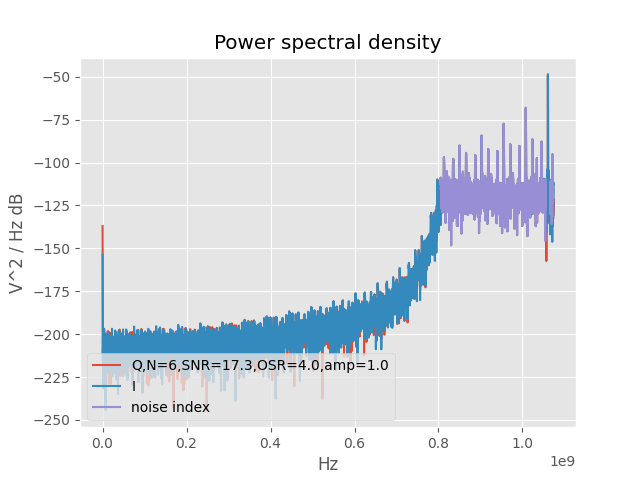 Power spectral density
−50
−75
−100
−125
−150
−175
−200
−225
−250
V^2 / Hz dB
Q,N=6,SNR=17.3,OSR=4.0,amp=1.0
I
noise index
0.0 0.2 0.4 0.6 0.8 1.0
1e9
Hz